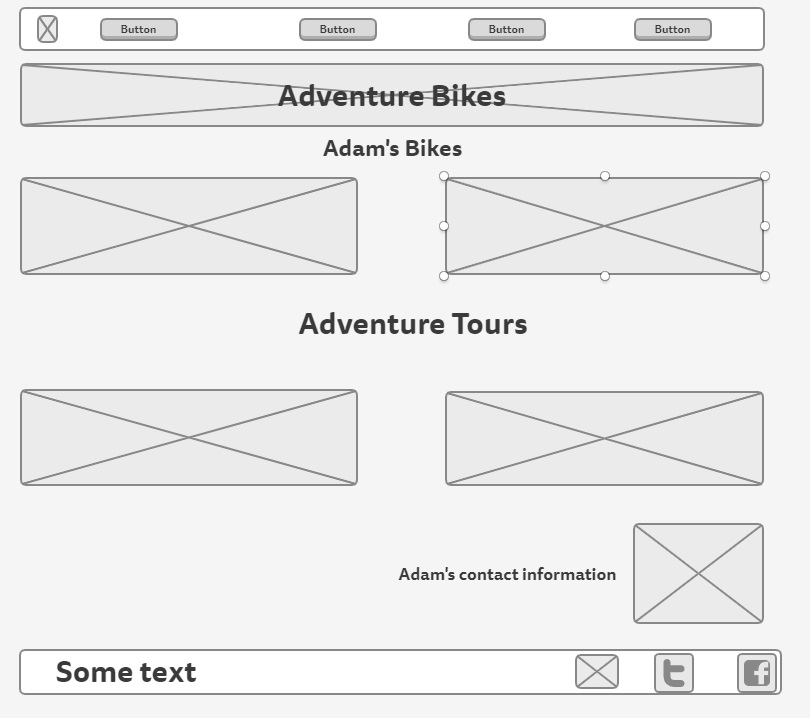 Button
Button
Button
Button
Adventure Bikes
Adam's Bikes
Adventure Tours
Adam's contact information
Some text